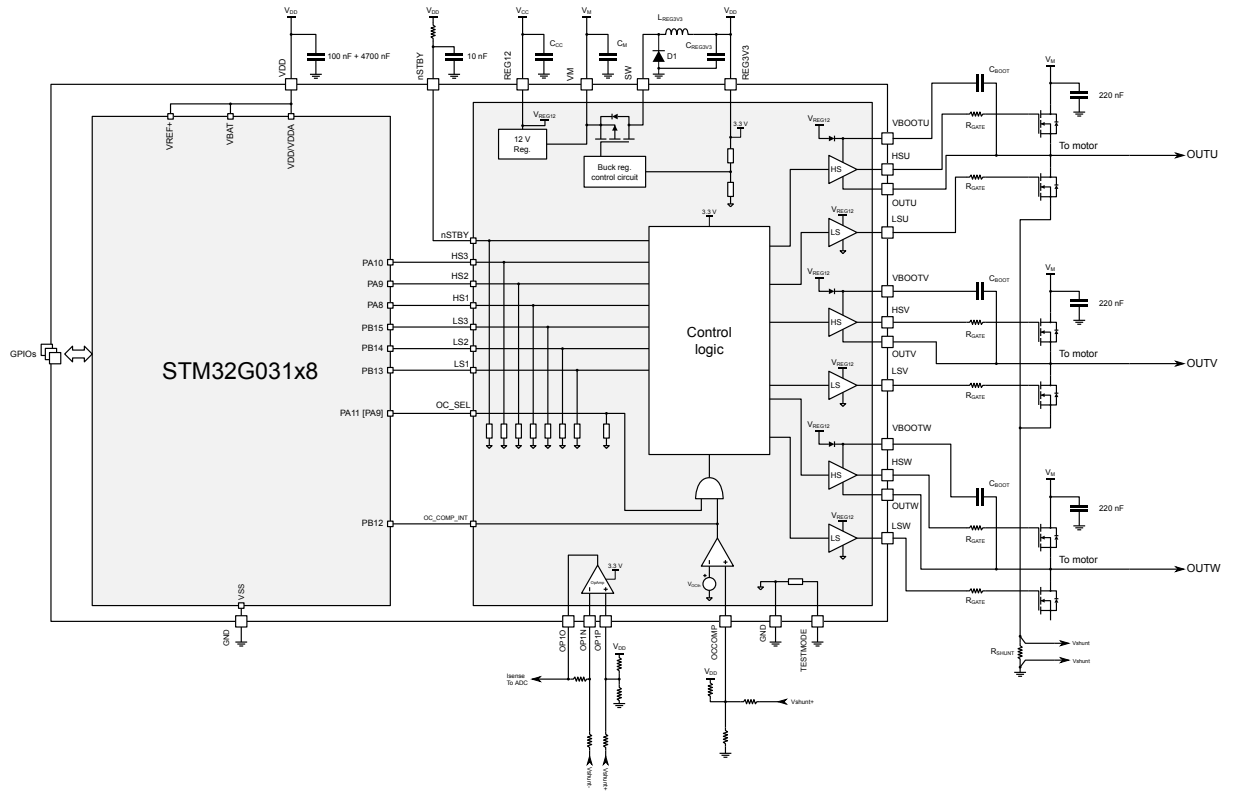 VDD
VDD
VCC
VM
LREG3V3
VDD
100 nF + 4700 nF
10 nF
CCC
CM
D1
CREG3V3
VDD
nSTBY
REG12
VM
SW
REG3V3
VM
CBOOT
220 nF
VREF+
VBAT
VDD/VDDA
VREG12
12 V
Reg.
Buck reg.
control circuit
3.3 V
VREG12
VBOOTU
RGATE
HS
HSU
To motor
OUTU
OUTU
RGATE
LSU
VREG12
LS
3.3 V
nSTBY
PA10
HS3
PA9
HS2
PA8
HS1
PB15
LS3
PB14
LS2
PB13
LS1
PA11 [PA9]
OC_SEL
PB12
OC_COMP_INT
GPIOs
STM32G031x8
Control
logic
VREG12
VBOOTV
CBOOT
VM
220 nF
HS
HSV
RGATE
OUTV
To motor
OUTV
VREG12
LS
LSV
RGATE
VREG12
VBOOTW
CBOOT
VM
220 nF
HS
HSW
OUTW
RGATE
VREG12
LS
LSW
To motor
OUTW
RGATE
OpAmp
3.3 V
+
VSS
GND
OP1O
OP1N
OP1P
OCCOMP
GND
TESTMODE
RSHUNT
Vshunt
Vshunt
VDD
Isense
To ADC
VDD
Vshunt+
Vshunt-
Vshunt+